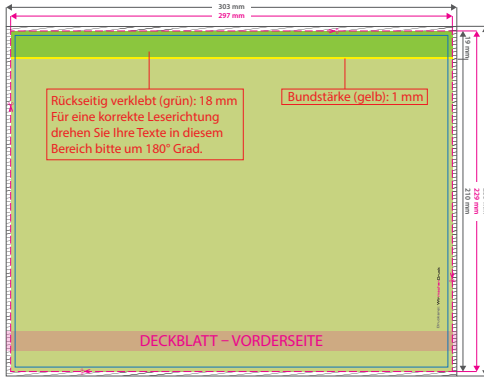 303 mm
297 mm
19 mm
Rückseitig verklebt (grün): 18 mm
Für eine korrekte Leserichtung
drehen Sie Ihre Texte in diesem
Bereich bitte um 180° Grad.
Bundstärke (gelb): 1 mm
210 mm
229 mm
DECKBLATT – VORDERSEITE